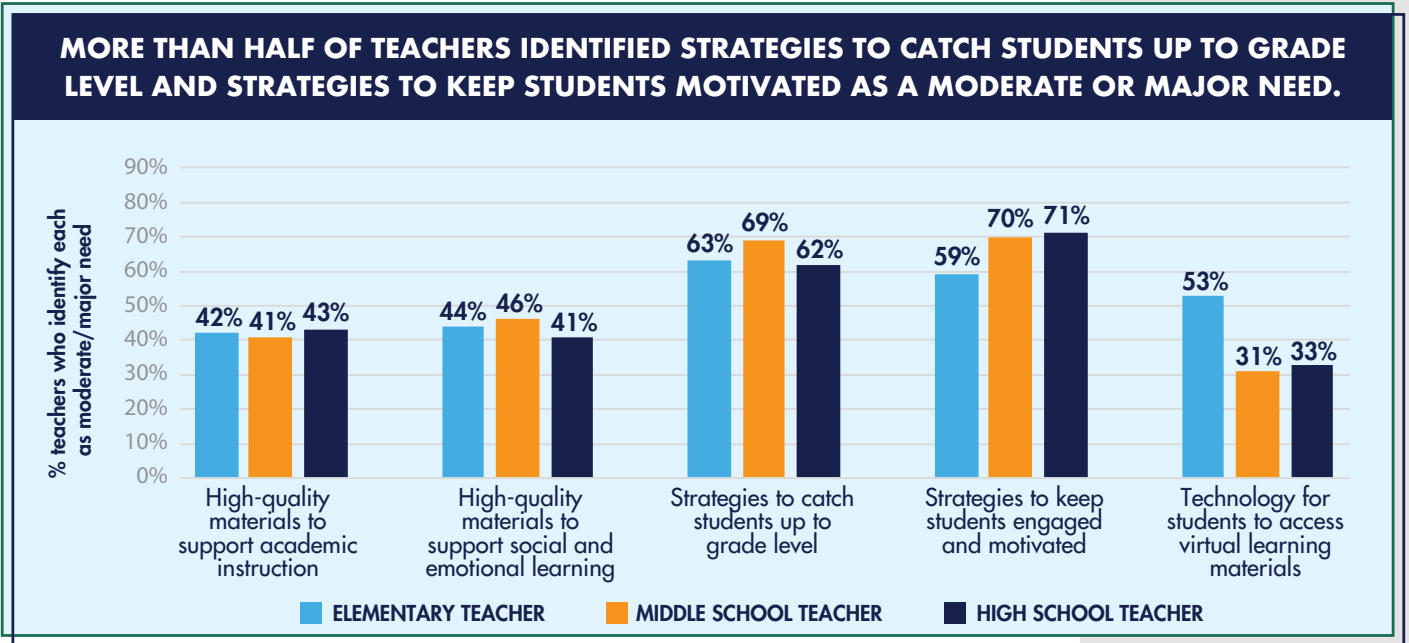 MORE THAN HALF OF TEACHERS IDENTIFIED STRATEGIES TO CATCH STUDENTS UP TO GRADE
LEVEL AND STRATEGIES TO KEEP STUDENTS MOTIVATED AS A MODERATE OR MAJOR NEED.
% teachers who identify each
as moderate/major need
90%
80%
70%
60%
50%
40%
30%
20%
10%
0%
42% 41% 43%
44% 46% 41%
63% 69% 62%
59% 70% 71%
53% 31% 33%
High-quality
materials to
support academic
instruction
High-quality
materials to
support social and
emotional learning
Strategies to catch
students up to
grade level
Strategies to keep
students engaged
and motivated
Technology for
students to access
virtual learning
materials
ELEMENTARY TEACHER
MIDDLE SCHOOL TEACHER
HIGH SCHOOL TEACHER